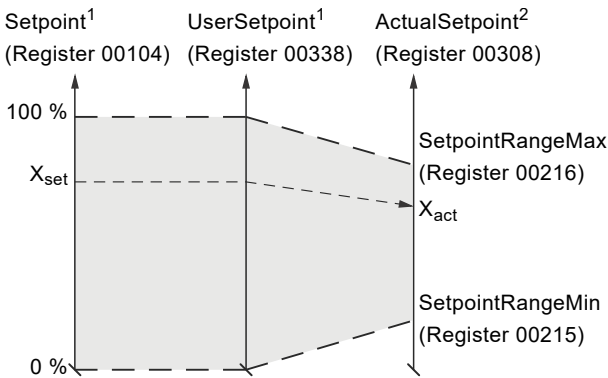 Setpoint¹ UserSetpoint¹ ActualSetpoint²
(Register 00104) (Register 00338) (Register 00308)
100 %
SetpointRangeMax
(Register 00216)
Xset
Xact
SetpointRangeMin
(Register 00215)
0 %